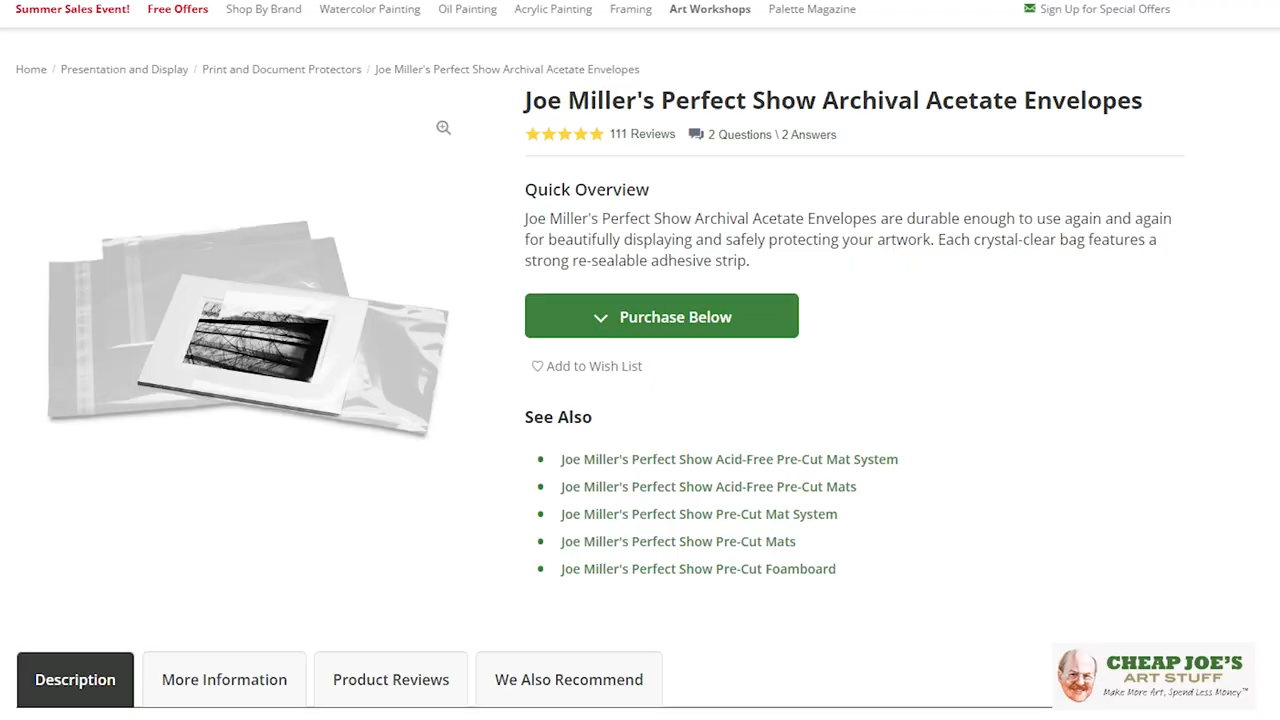 Summer Sales Event! Free Offers Shop By Brand Watercolor Painting Oil Painting Acrylic Painting Framing Art Workshops Palette Magazine Sign Up for Special Offers
Home / Presentation and Display / Print and Document Protectors / Joe Miller's Perfect Show Archival Acetate Envelopes
Joe Miller's Perfect Show Archival Acetate Envelopes
111 Reviews 2 Questions \ 2 Answers
Quick Overview
Joe Miller's Perfect Show Archival Acetate Envelopes are durable enough to use again and again
for beautifully displaying and safely protecting your artwork. Each crystal-clear bag features a
strong re-sealable adhesive strip.
Purchase Below
Add to Wish List
See Also
Joe Miller's Perfect Show Acid-Free Pre-Cut Mat System
Joe Miller's Perfect Show Acid-Free Pre-Cut Mats
Joe Miller's Perfect Show Pre-Cut Mat System
Joe Miller's Perfect Show Pre-Cut Mats
Joe Miller's Perfect Show Pre-Cut Foamboard
Description More Information Product Reviews We Also Recommend
CHEAP JOE'S
ART STUFF
Make More Art, Spend Less Money™